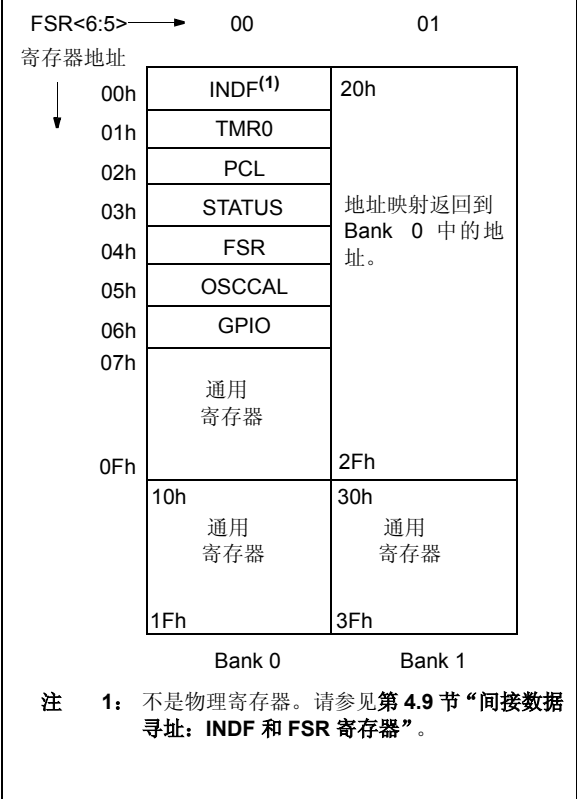 FSR<6:5> 00 01
寄存器地址
00h INDF(1) 20h
01h TMR0
02h PCL
03h STATUS 地址映射返回到
04h FSR Bank 0 中的地
址。
05h OSCCAL
06h GPIO
07h
通用
寄存器
0Fh 2Fh
10h 30h
通用 通用
寄存器 寄存器
1Fh 3Fh
Bank 0 Bank 1
注 1: 不是物理寄存器。请参见第 4.9 节“间接数据
寻址：INDF 和 FSR 寄存器”。